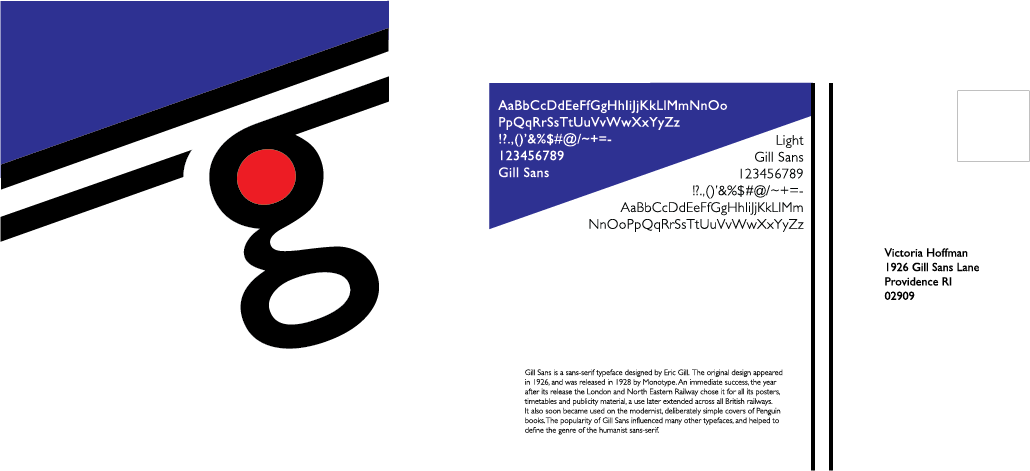 g
AaBbCcDdEeFfGgHhIiJjKkLlMmNnOo
PpQqRrSsTtUuVvWwXxYyZz
!?.,()'&%$#@/~+=-
123456789
Gill Sans
Light
Gill Sans
123456789
!?.,()'&%$#@/~+=-
AaBbCcDdEeFfGgHhIiJjKkLlMm
NnOoPpQqRrSsTtUuVvWwXxYyZz
Victoria Hoffman
1926 Gill Sans Lane
Providence RI
02909
Gill Sans is a sans-serif typeface designed by Eric Gill. The original design appeared
in 1926, and was released in 1928 by Monotype. An immediate success, the year
after its release the London and North Eastern Railway chose it for all its posters,
timetables and publicity material, a use later extended across all British railways.
It also soon became used on the modernist, deliberately simple covers of Penguin
books. The popularity of Gill Sans influenced many other typefaces, and helped to
define the genre of the humanist sans-serif.